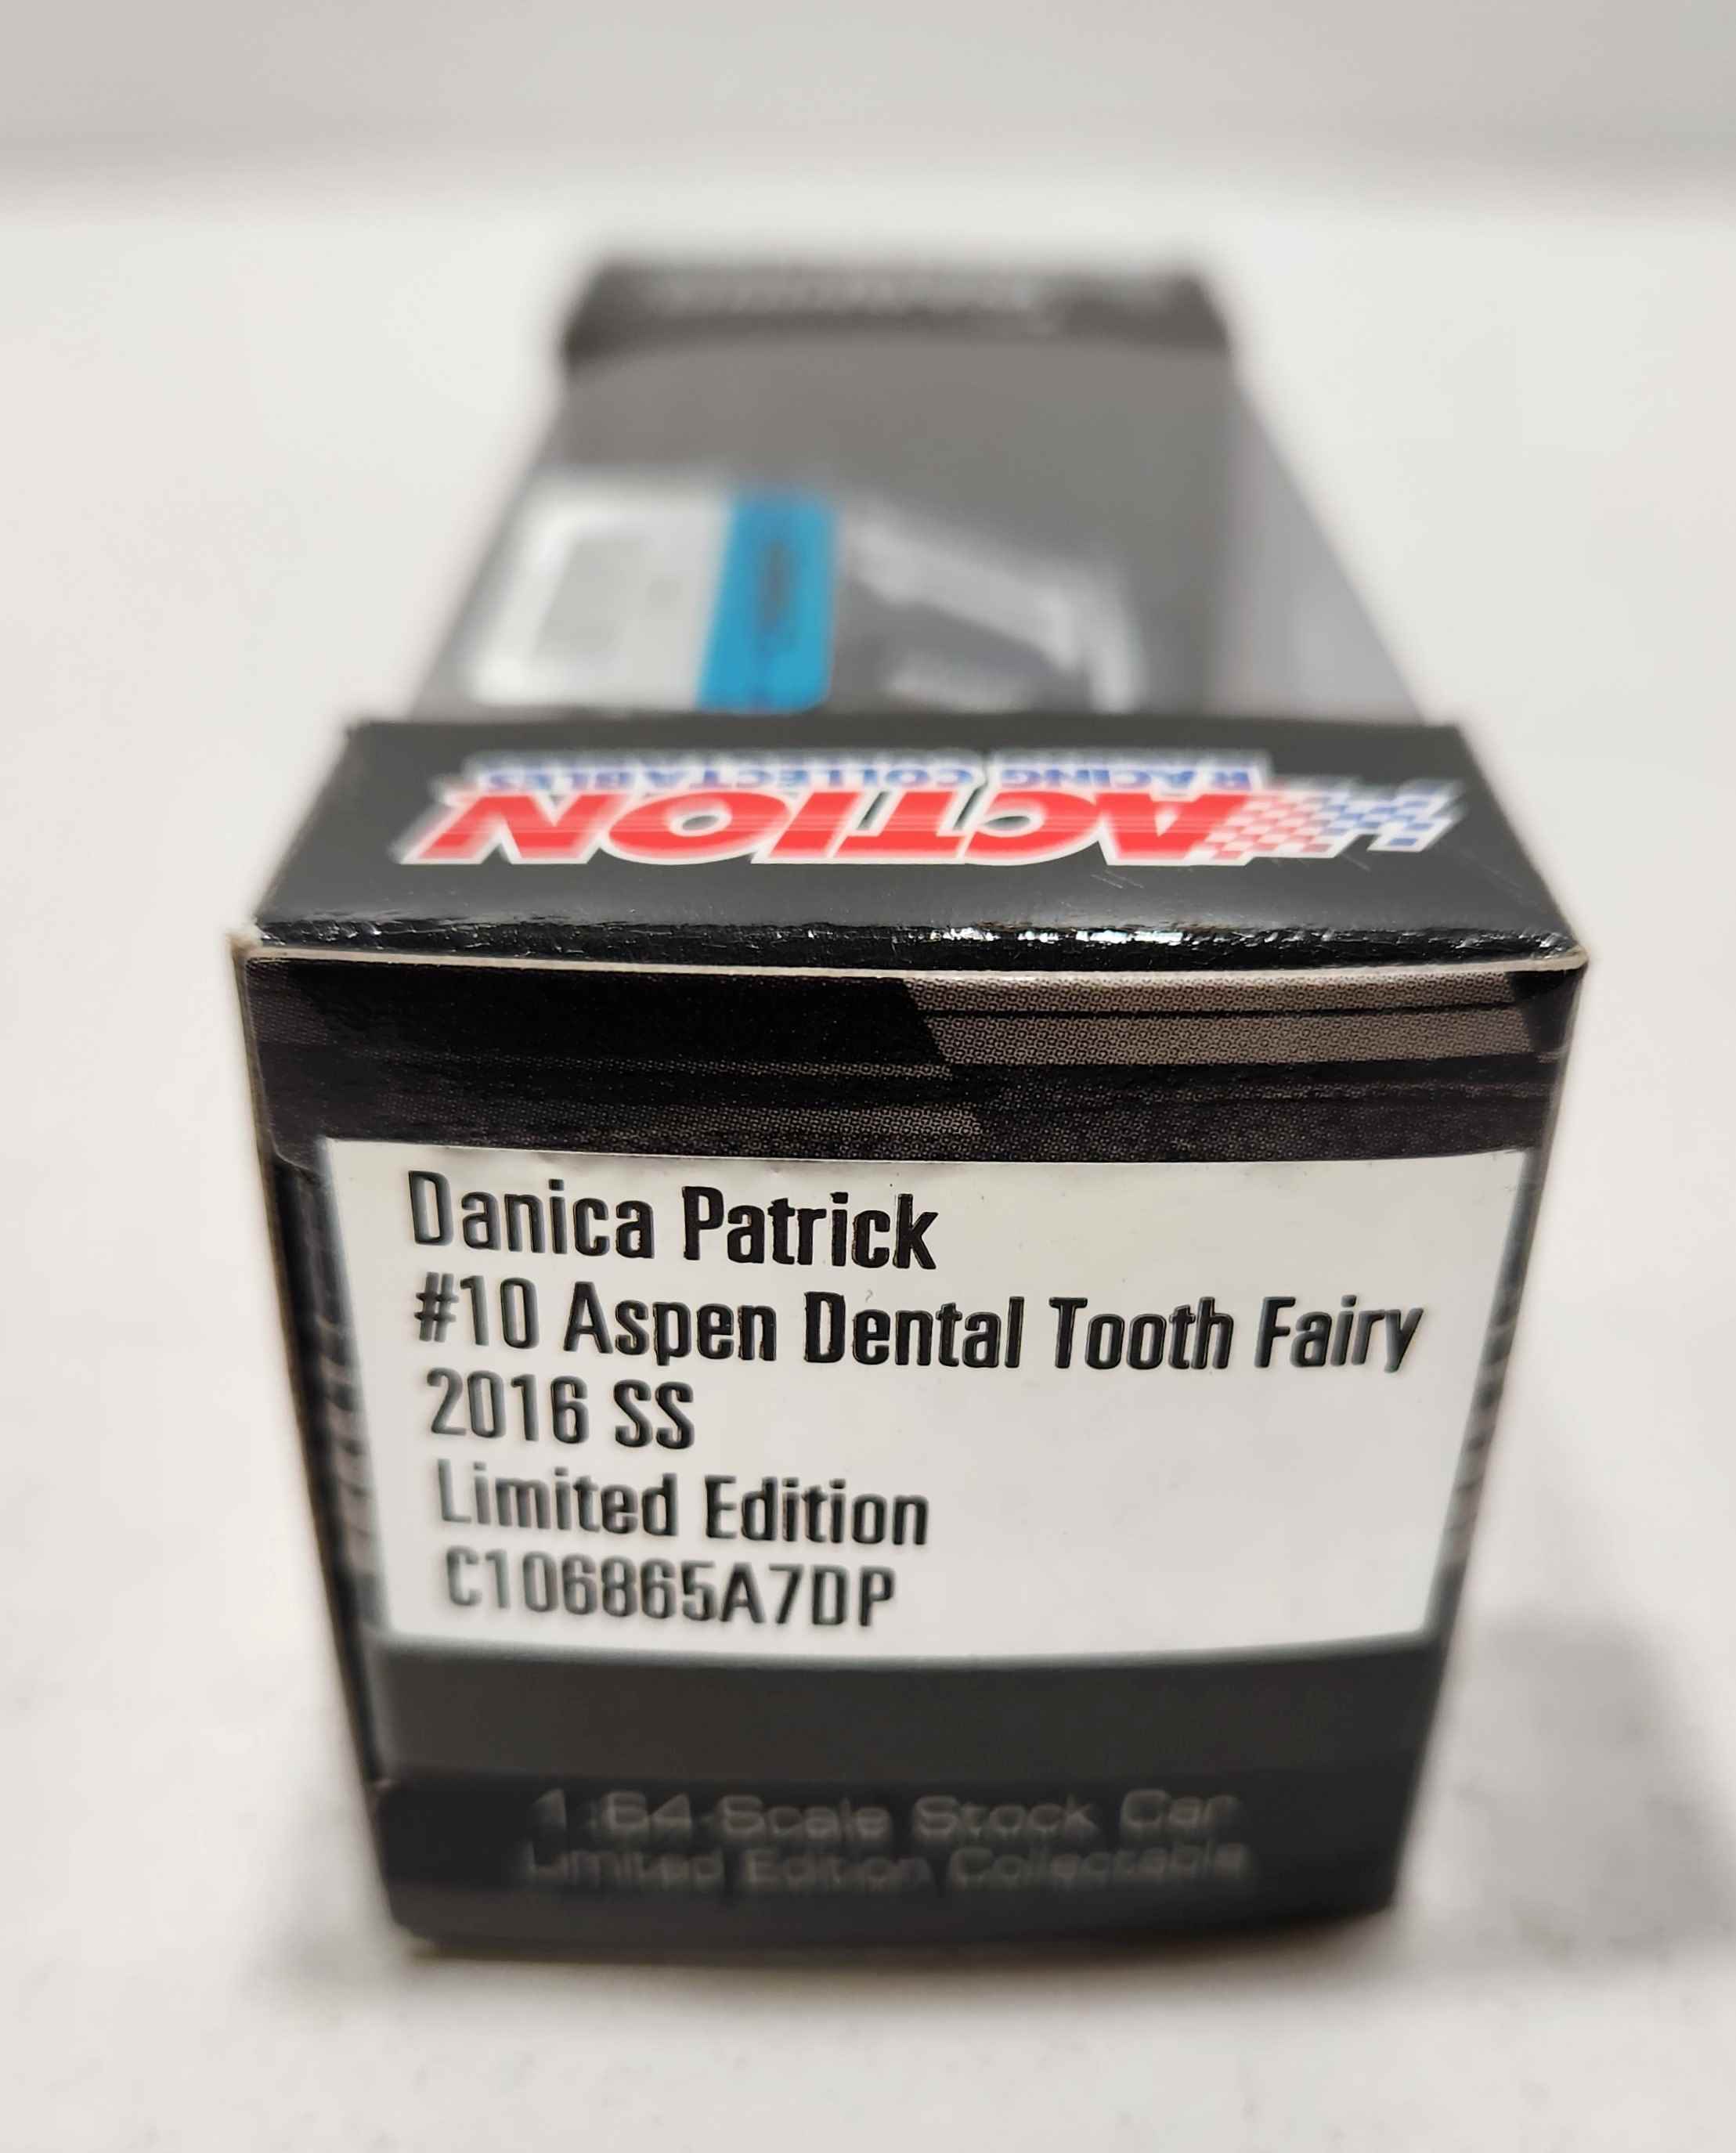 ACTION
RACING COLLECTABLES
Danica Patrick
#10 Aspen Dental Tooth Fairy
2016 SS
Limited Edition
C106865A7DP
1:64 Scale Stock Car
Limited Edition Collectable